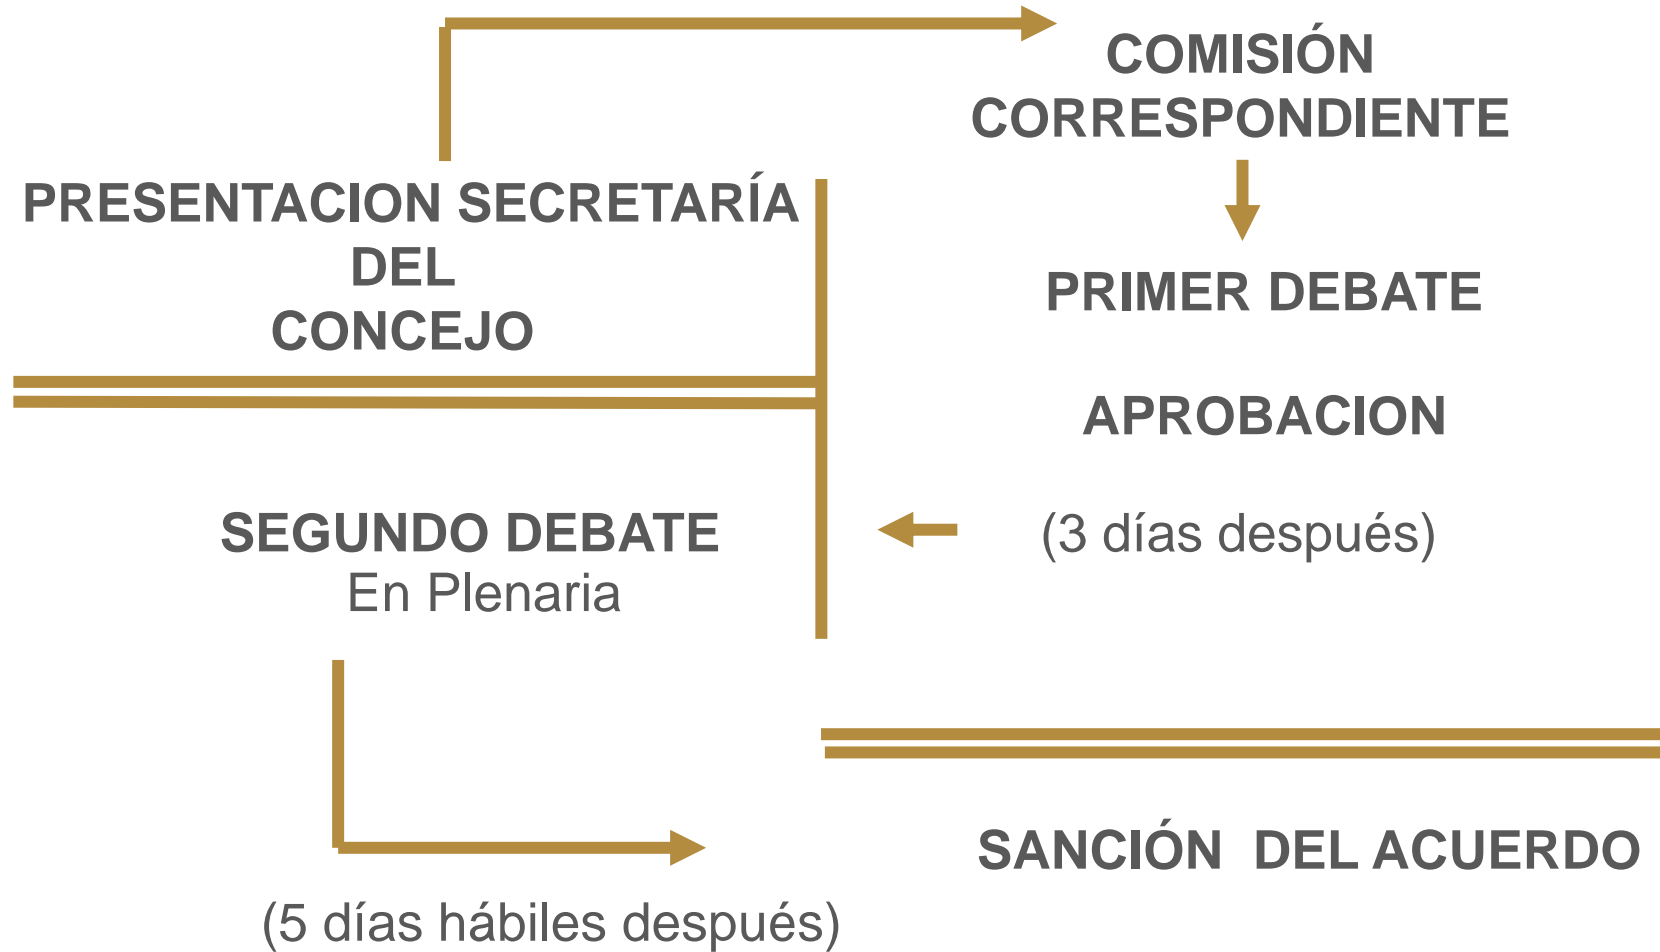 PRESENTACION SECRETARÍA
DEL
CONCEJO
COMISIÓN
CORRESPONDIENTE
PRIMER DEBATE
APROBACION
(3 días después)
SEGUNDO DEBATE
En Plenaria
(5 días hábiles después)
SANCIÓN DEL ACUERDO